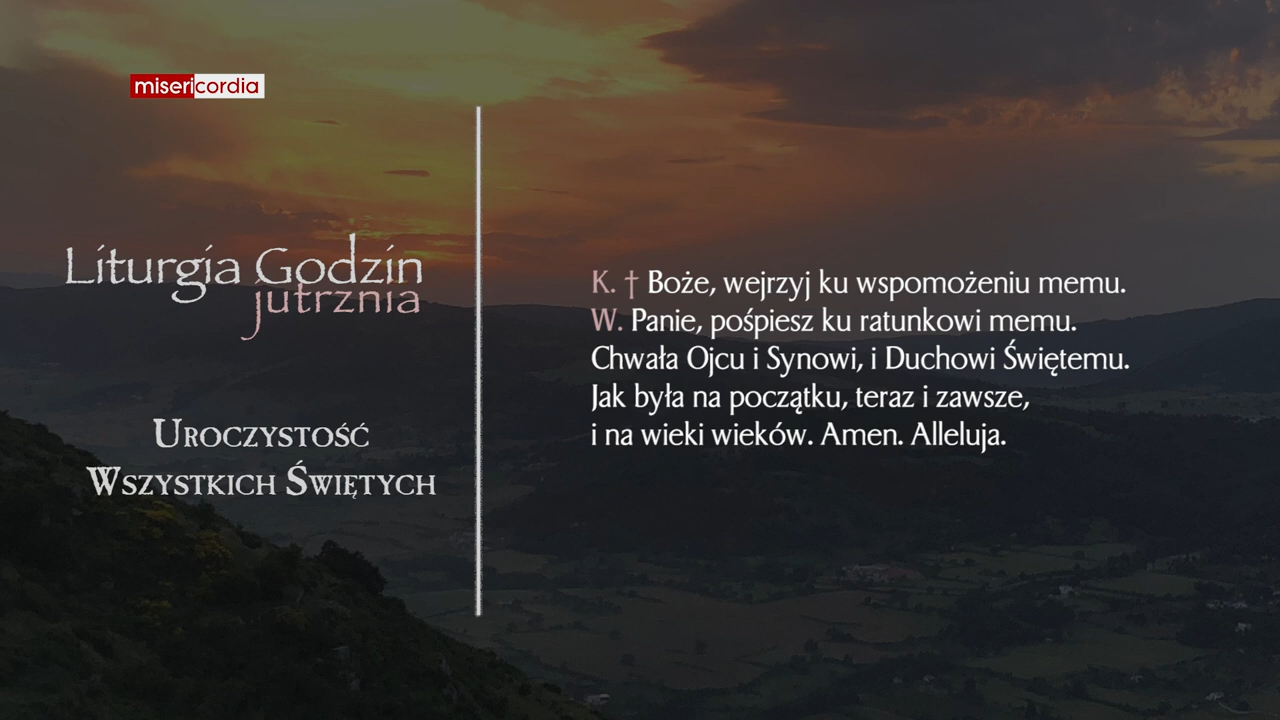 misericordia
Liturgia Godzin
jutrznia
Uroczystość
Wszystkich Świętych
K. † Boże, wejrzyj ku wspomożeniu memu.
W. Panie, pośpiesz ku ratunkowi memu.
Chwała Ojcu i Synowi, i Duchowi Świętemu.
Jak była na początku, teraz i zawsze,
i na wieki wieków. Amen. Alleluja.